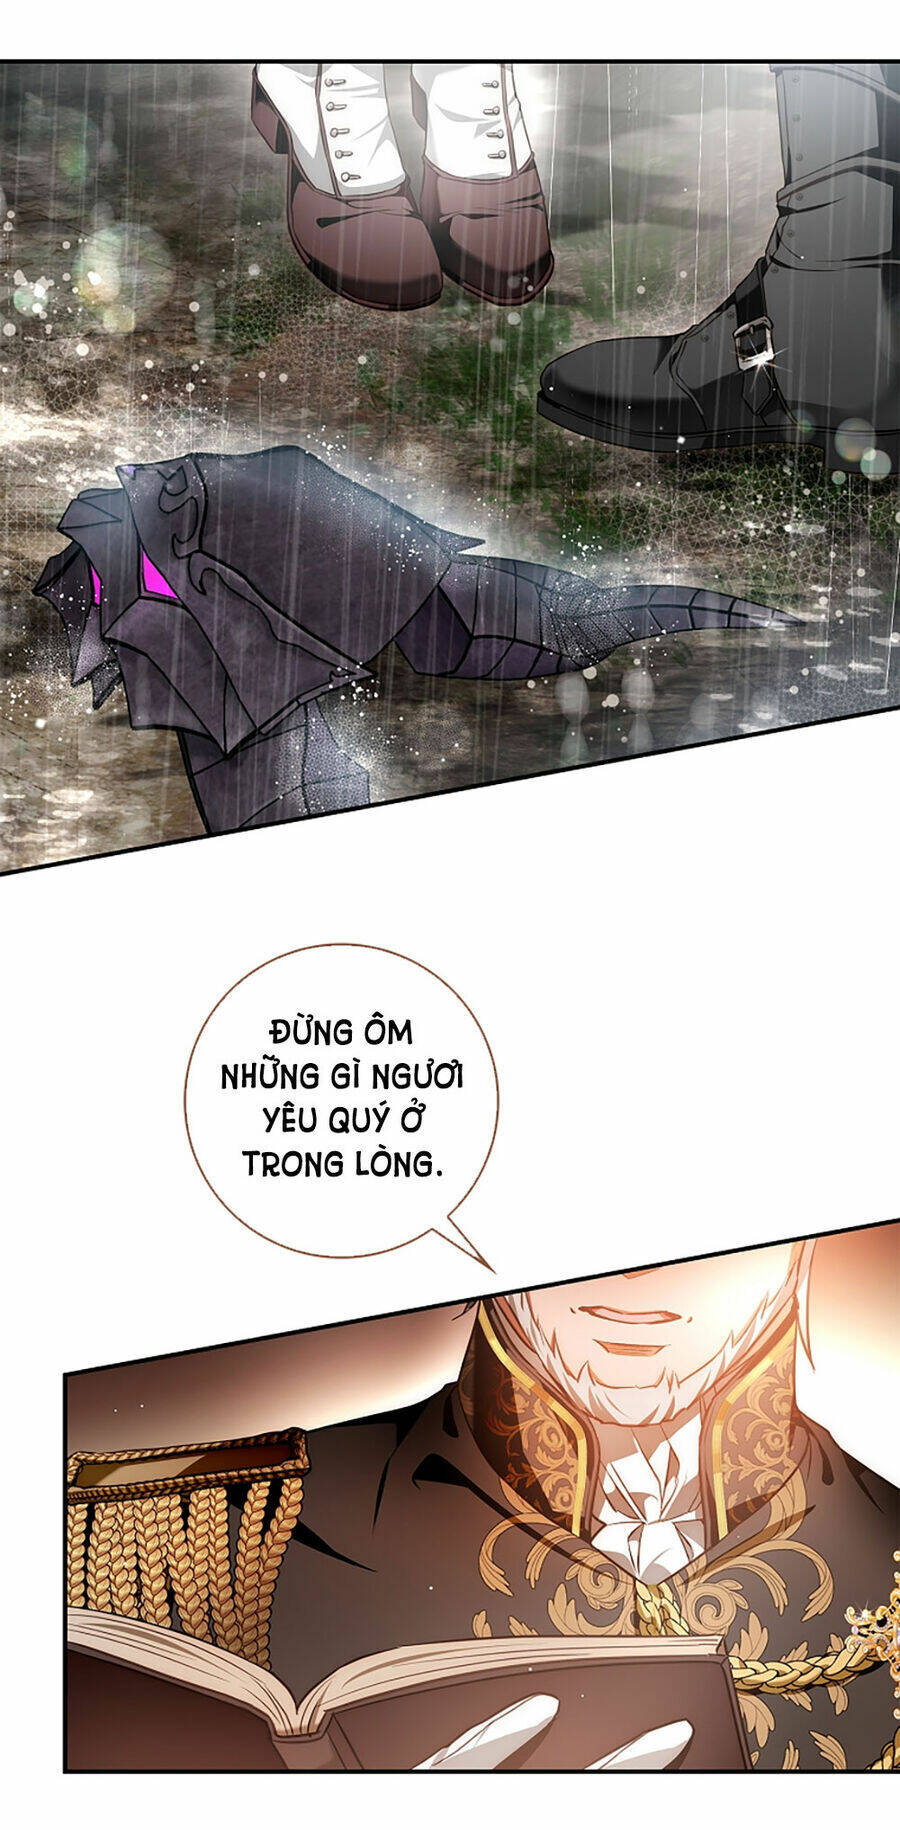 ĐỪNG ÔM
NHỮNG GÌ NGƯƠI
YÊU QUÝ Ở
TRONG LÒNG.